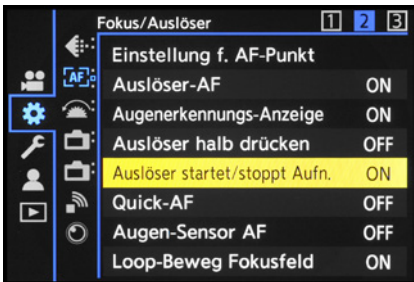 Fokus/Auslöser 1 2 3
Einstellung f. AF-Punkt
AF
Auslöser-AF ON
Augenerkennungs-Anzeige ON
Auslöser halb drücken OFF
Auslöser startet/stoppt Aufn. ON
Quick-AF OFF
Augen-Sensor AF OFF
Loop-Beweg Fokusfeld ON